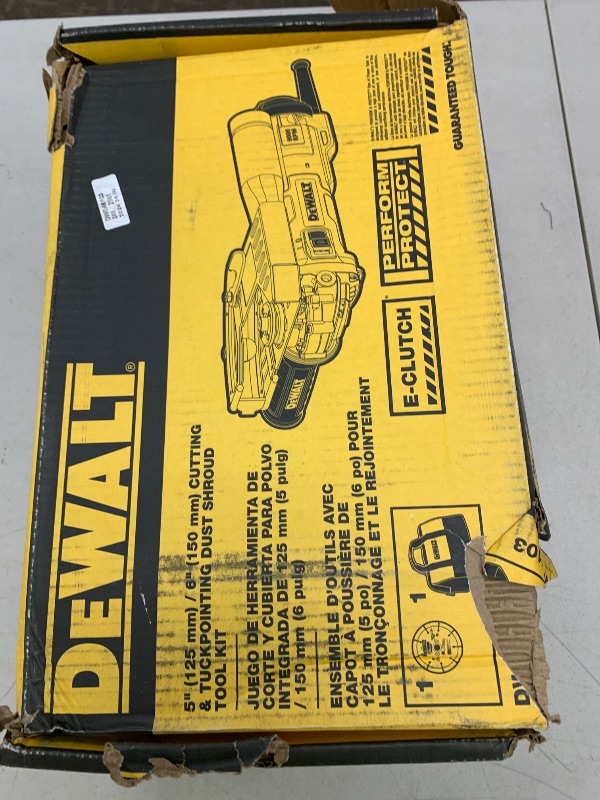 DEWALT®
5" (125 mm) / 6" (150 mm) CUTTING
& TUCKPOINTING DUST SHROUD
TOOL KIT
JUEGO DE HERRAMIENTA DE
CORTE Y CUBIERTA PARA POLVO
INTEGRADA DE 125 mm (5 pulg)
/ 150 mm (6 pulg)
ENSEMBLE D'OUTILS AVEC
CAPOT À POUSSIÈRE DE
125 mm (5 po) / 150 mm (6 po) POUR
LE TRONÇONNAGE ET LE REJOINTEMENT
DEWALT
DEWALT
E-CLUTCH®
PERFORM
PROTECT
GUARANTEED TOUGH.
1
1
DEWALT
DW